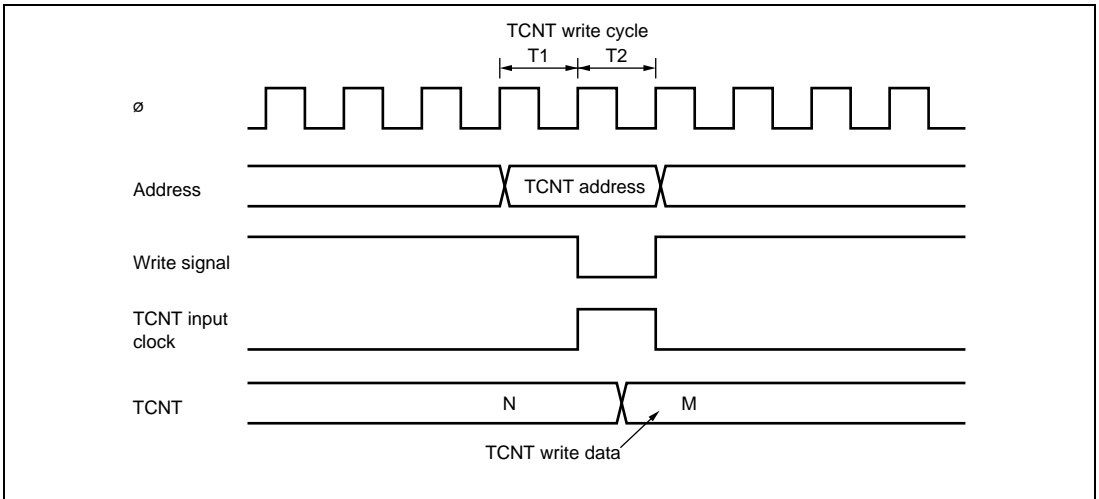 TCNT write cycle
T1 T2
ø
Address
TCNT address
Write signal
TCNT input
clock
TCNT
N
M
TCNT write data